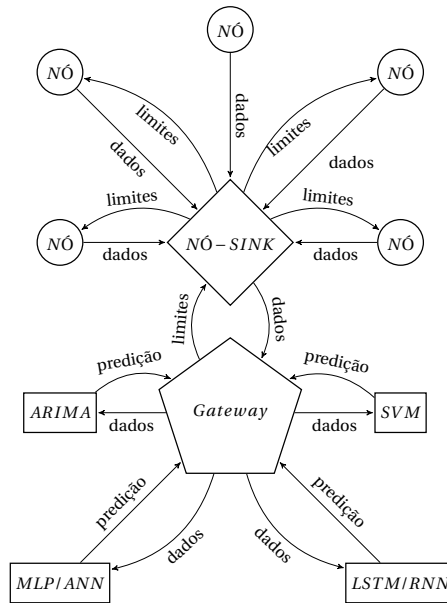 NÓ
NÓ
NÓ
limites
dados
dados
limites
dados
limites
limites
NÓ
NÓ
dados
NÓ-SINK
dados
limites
dados
predição
predição
ARIMA
Gateway
SVM
dados
dados
predição
predição
dados
dados
MLP/ANN
LSTM/RNN